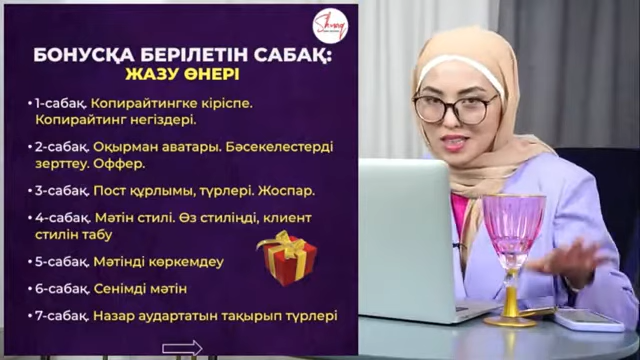 БОНУСҚА БЕРІЛЕТІН САБАҚ:
ЖАЗУ ӨНЕРІ
• 1-сабақ. Копирайтингке кіріспе.
Копирайтинг негіздері.
• 2-сабақ. Оқырман аватары. Бәсекелестерді
зерттеу. Оффер.
• 3-сабақ. Пост құрлымы, түрлері. Жоспар.
• 4-сабақ. Мәтін стилі. Өз стиліңді, клиент
стилін табу
• 5-сабақ. Мәтінді көркемдеу
• 6-сабақ. Сенімді мәтін
• 7-сабақ. Назар аудартатын тақырып түрлері